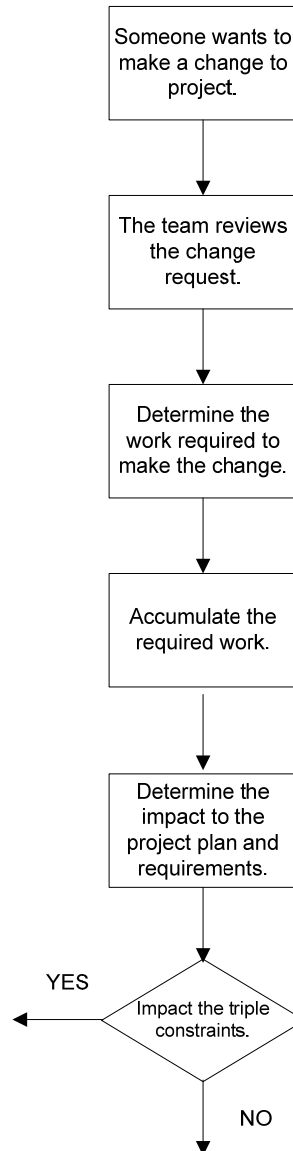 Someone wants to
make a change to
project.
The team reviews
the change
request.
Determine the
work required to
make the change.
Accumulate the
required work.
Determine the
impact to the
project plan and
requirements.
YES
Impact the triple
constraints.
NO